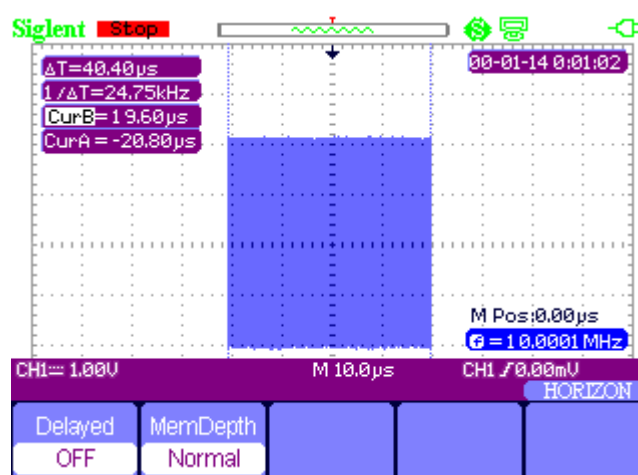 Siglent Stop
ΔT=40.40µs
00-01-14 0:01:02
1/ΔT=24.75kHz
CurB=19.60µs
CurA=-20.80µs
M Pos:0.00µs
f=10.0001MHz
CH1 1.00V M 10.0µs CH1 0.00mV
HORIZON
Delayed MemDepth
OFF Normal